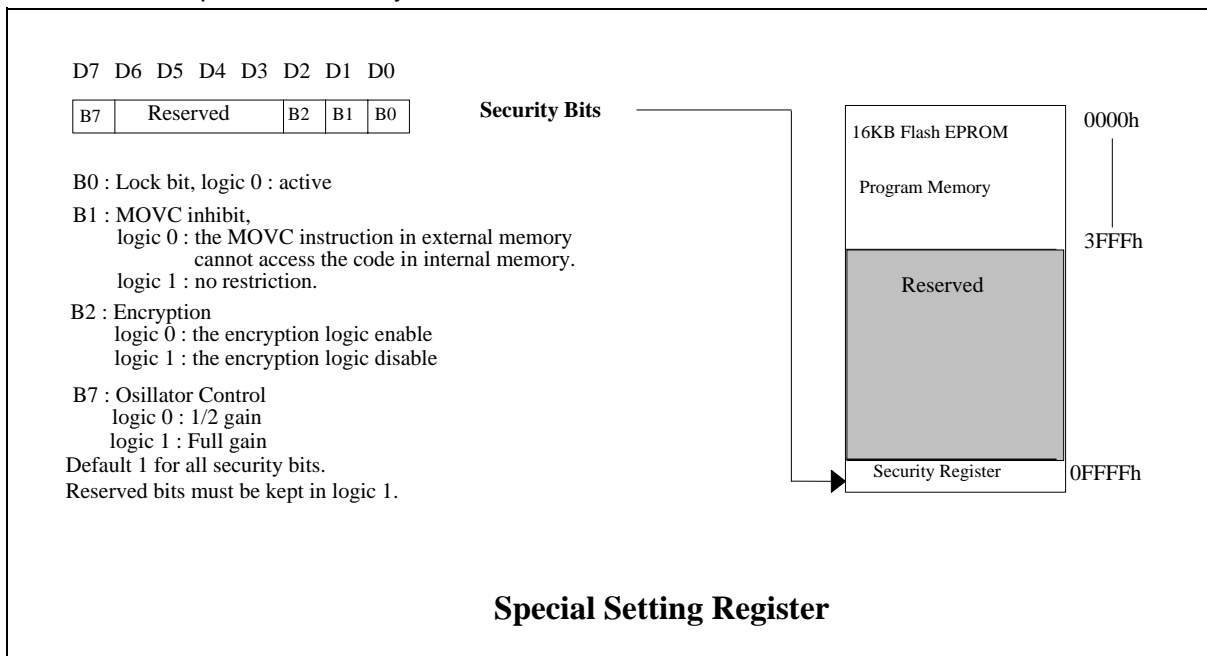 D7 D6 D5 D4 D3 D2 D1 D0
B7 Reserved B2 B1 B0
Security Bits
B0 : Lock bit, logic 0 : active
B1 : MOVC inhibit,
logic 0 : the MOVC instruction in external memory
cannot access the code in internal memory.
logic 1 : no restriction.
B2 : Encryption
logic 0 : the encryption logic enable
logic 1 : the encryption logic disable
B7 : Osillator Control
logic 0 : 1/2 gain
logic 1 : Full gain
Default 1 for all security bits.
Reserved bits must be kept in logic 1.
16KB Flash EPROM
Program Memory
0000h
3FFFh
Reserved
Security Register
0FFFFh
Special Setting Register